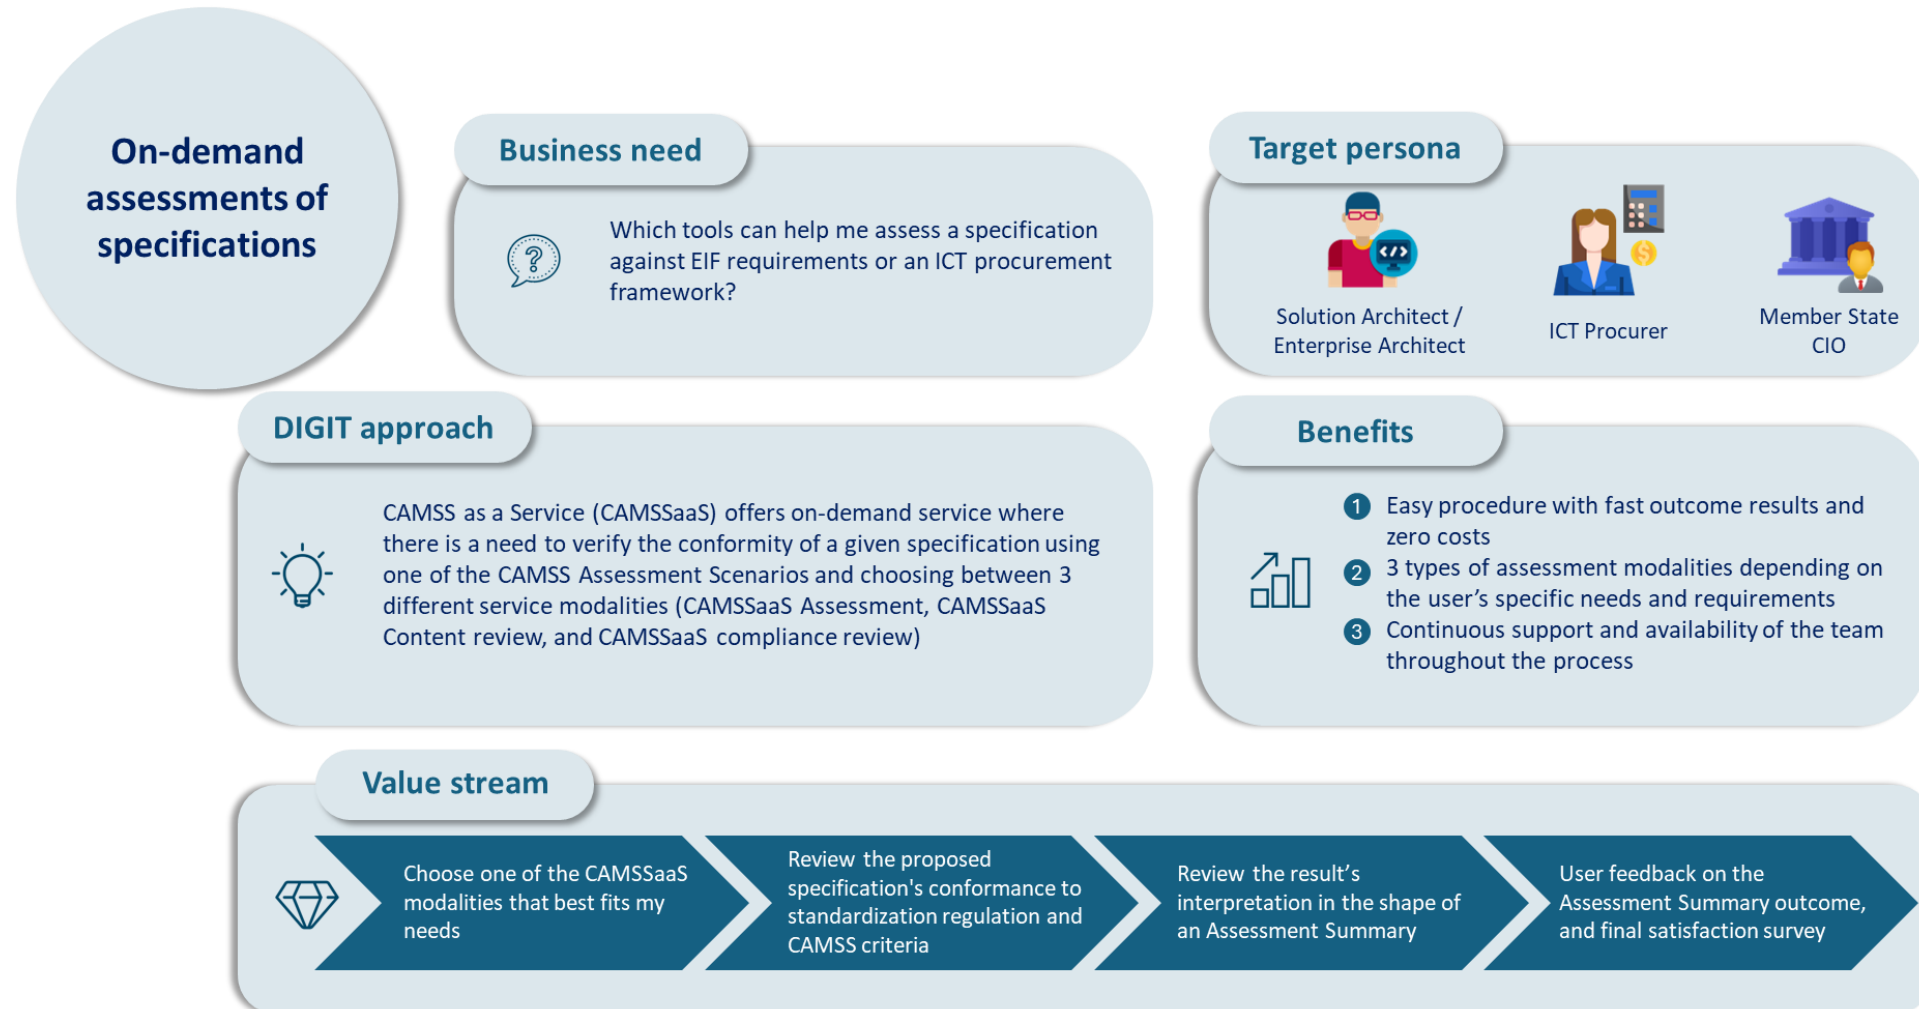 On-demand
assessments of
specifications
Business need
Which tools can help me assess a specification
against EIF requirements or an ICT procurement
framework?
Target persona
</>
$
Solution Architect /
Enterprise Architect
ICT Procurer
Member State
CIO
DIGIT approach
CAMSS as a Service (CAMSSaaS) offers on-demand service where
there is a need to verify the conformity of a given specification using
one of the CAMSS Assessment Scenarios and choosing between 3
different service modalities (CAMSSaaS Assessment, CAMSSaaS
Content review, and CAMSSaaS compliance review)
Benefits
1 Easy procedure with fast outcome results and
zero costs
2 3 types of assessment modalities depending on
the user's specific needs and requirements
3 Continuous support and availability of the team
throughout the process
Value stream
Choose one of the CAMSSaaS
modalities that best fits my
needs
Review the proposed
specification's conformance to
standardization regulation and
CAMSS criteria
Review the result's
interpretation in the shape of
an Assessment Summary
User feedback on the
Assessment Summary outcome,
and final satisfaction survey